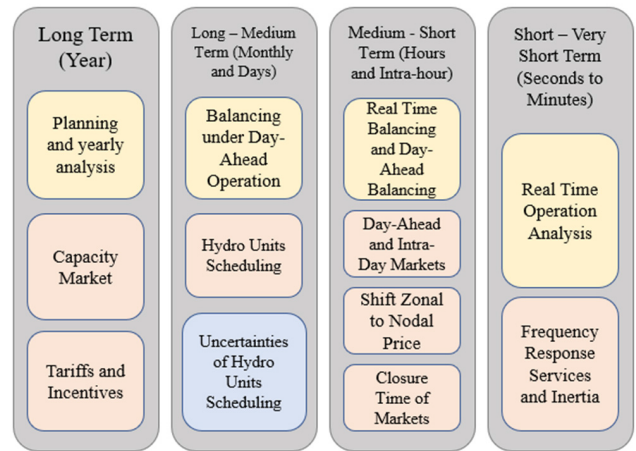 Long Term
(Year)
Planning
and yearly
analysis
Capacity
Market
Tariffs and
Incentives
Long – Medium
Term (Monthly
and Days)
Balancing
under Day-
Ahead
Operation
Hydro Units
Scheduling
Uncertainties
of Hydro
Units
Scheduling
Medium - Short
Term (Hours
and Intra-hour)
Real Time
Balancing
and Day-
Ahead
Balancing
Day-Ahead
and Intra-
Day Markets
Shift Zonal
to Nodal
Price
Closure
Time of
Markets
Short – Very
Short Term
(Seconds to
Minutes)
Real Time
Operation
Analysis
Frequency
Response
Services
and Inertia